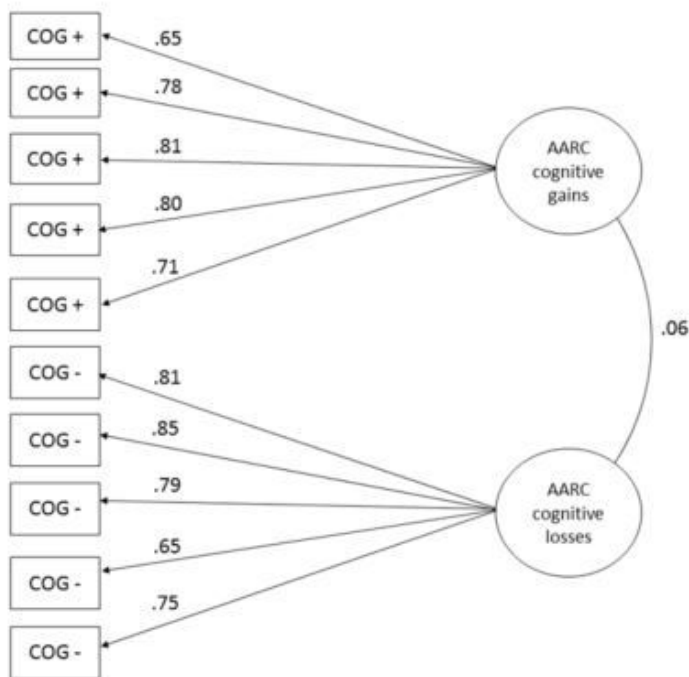 COG +
.65
COG +
.78
COG +
.81
COG +
.80
COG +
.71
AARC
cognitive
gains
.06
COG -
.81
COG -
.85
COG -
.79
COG -
.65
COG -
.75
AARC
cognitive
losses